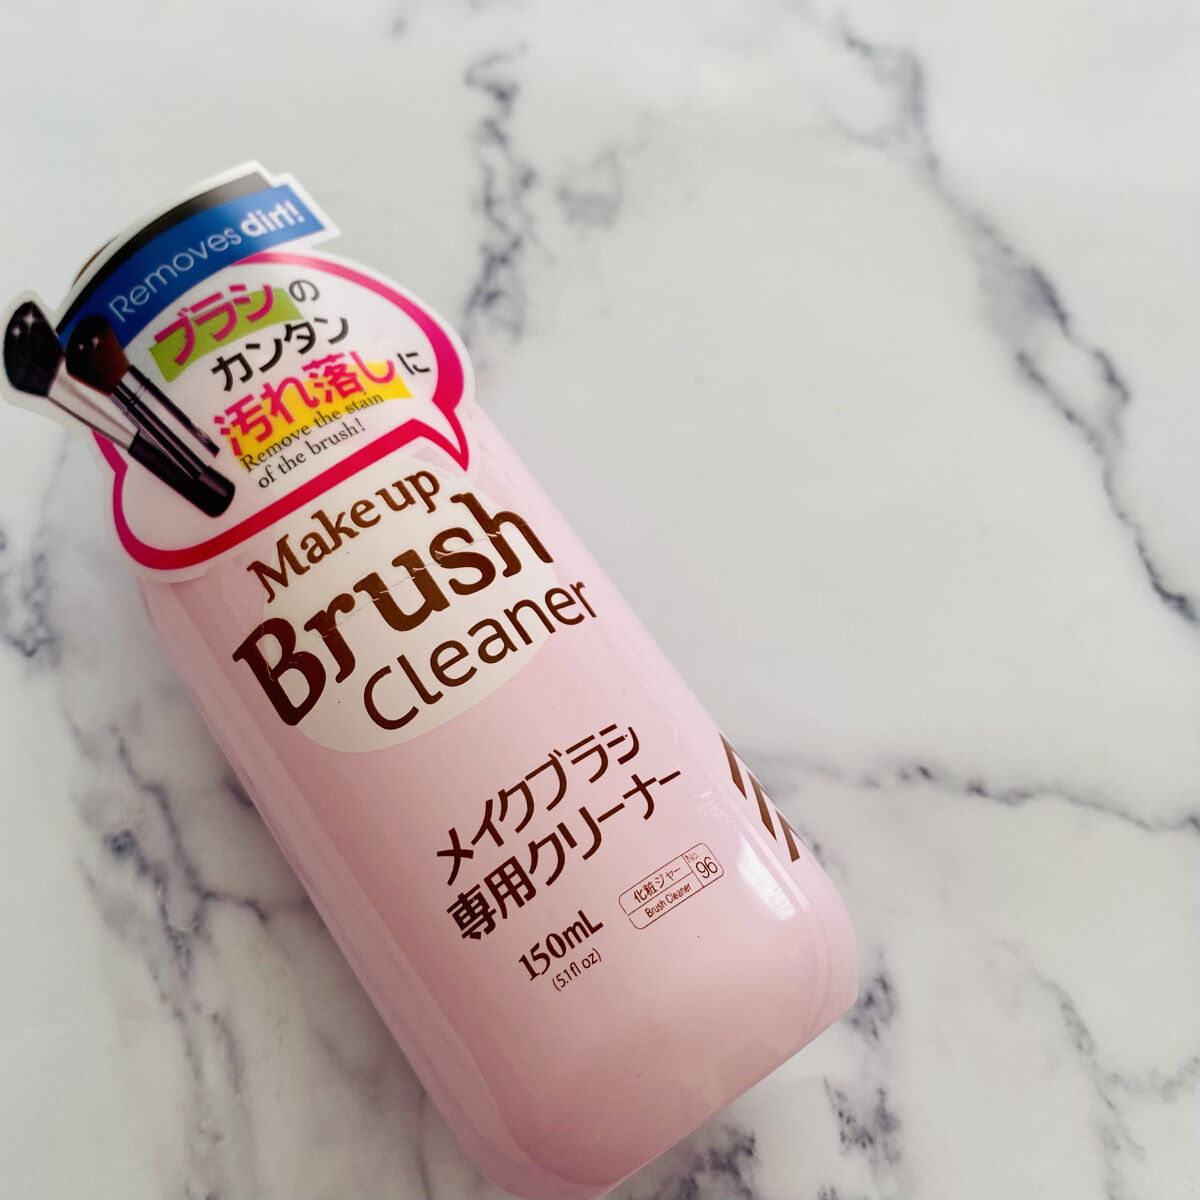 Removes dirt!
ブラシの
カンタン
汚れ落しに
Remove the stain
of the brush!
Make up
Brush
Cleaner
メイクブラシ
専用クリーナー
150mL
(5.1fl oz)
化粧ジャー
Brush Cleaner
No.
96